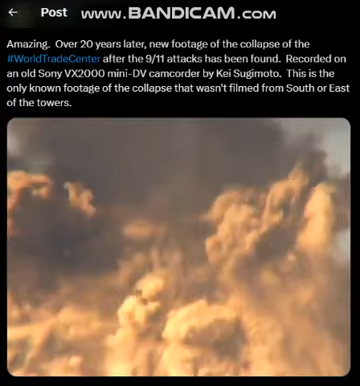 Post www.BANDICAM.com
Amazing. Over 20 years later, new footage of the collapse of the
#WorldTradeCenter after the 9/11 attacks has been found. Recorded on
an old Sony VX2000 mini-DV camcorder by Kei Sugimoto. This is the
only known footage of the collapse that wasn't filmed from South or East
of the towers.